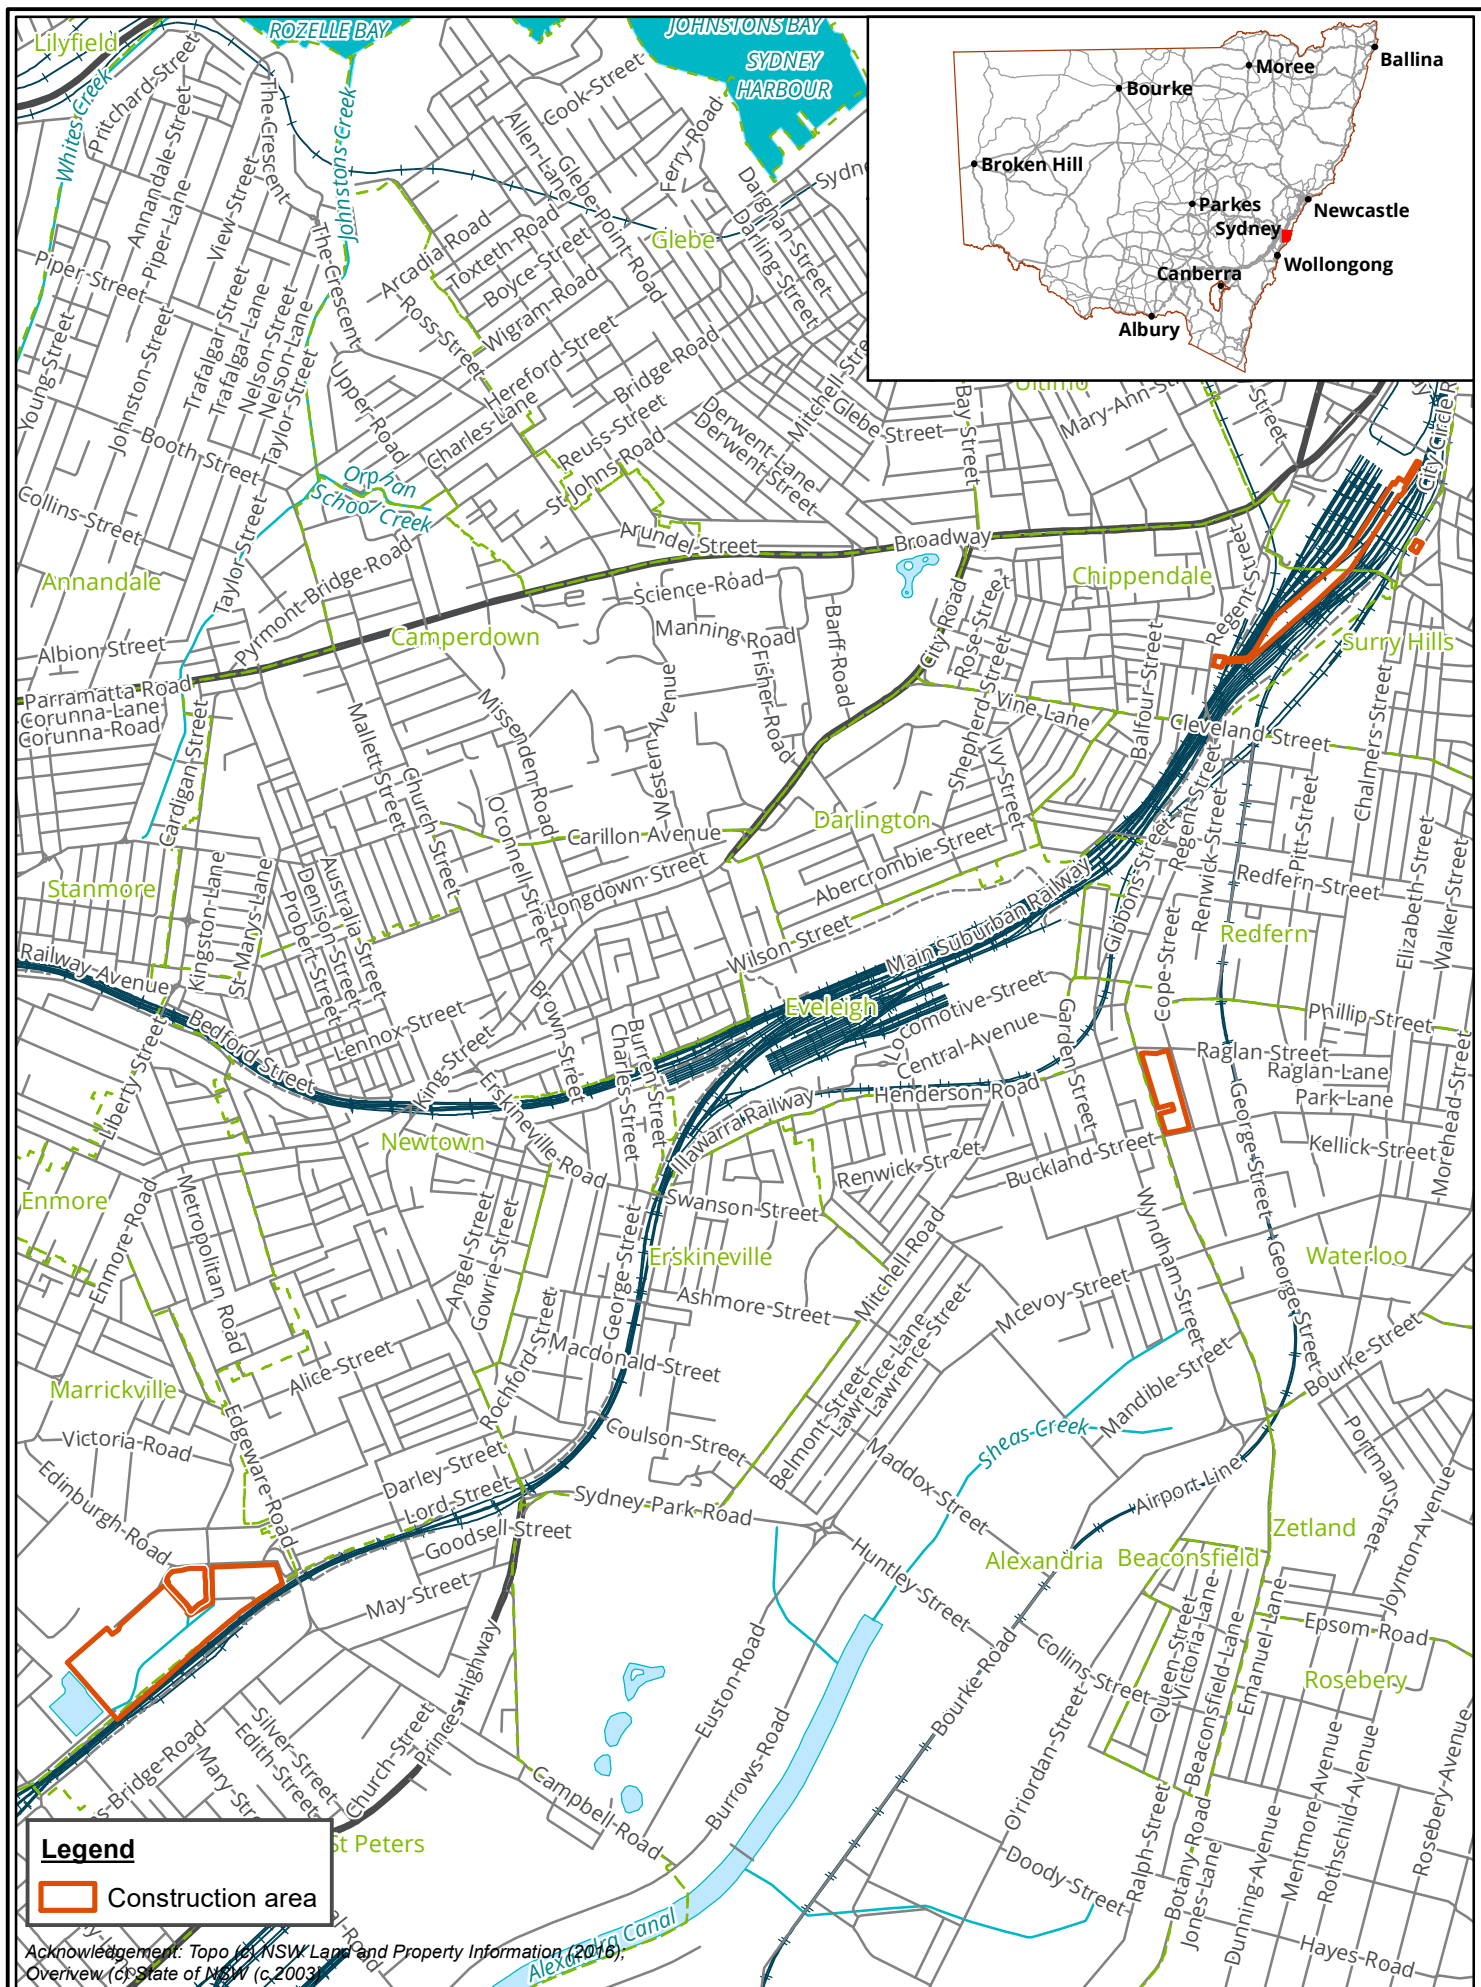 Lilyfield
ROZELLE BAY
JOHNSTONS BAY
SYDNEY
HARBOUR
Whites Creek
Pritchard Street
The Crescent
Johnstons Creek
Cook Street
Allen Lane
Ferry Road
Glebe Point Road
Annandale Street
Piper Lane
View Street
Piper Street
The Crescent
Arcadia Road
Toxteth Road
Boyce Street
Wigram Road
Glebe
Darghan Street
Darling Street
Ross Street
Hereford Street
Bridge Road
Young Street
Johnston Street
Trafalgar Street
Trafalgar Lane
Nelson Street
Nelson Lane
Taylor Street
Upper Road
Charles Lane
Reuss Street
St Johns Road
Derwent Lane
Derwent Street
Glebe Street
Bay Street
Booth Street
Collins Street
Orphan
School Creek
Taylor Street
Pyrmont Bridge Road
Arundel Street
Broadway
Annandale
Science Road
Manning Road
Camperdown
Albion Street
Parramatta Road
Corunna Lane
Corunna Road
Cardigan Street
Mallett Street
Church Street
Missenden Road
Western Avenue
Fisher Road
Barff Road
City Road
Rose Street
Shepherd Street
Chippendale
Regent Street
Surry Hills
Vine Lane
Ivy Street
Balfour Street
Cleveland Street
Chalmers Street
Ballina
Moree
Bourke
Broken Hill
Parkes
Newcastle
Sydney
Wollongong
Canberra
Albury
Carillon Avenue
Darlington
O'connell Street
Longdown Street
Abercrombie Street
Wilson Street
Stanmore
Kingston Lane
St Marys Lane
Australia Street
Denison Street
Probert Street
Railway Avenue
Bedford Street
Lennox Street
King Street
Brown Street
Charles Street
Burren Street
Main Suburban Railway
Eveleigh
Locomotive Street
Central Avenue
Henderson Road
Illawarra Railway
Gibbons Street
Regent Street
Renwick Street
Pitt Street
Redfern Street
Redfern
Elizabeth Street
Walker Street
Cope Street
Phillip Street
Garden Street
Raglan Street
Raglan Lane
Park Lane
Kellick Street
Morehead Street
George Street
Liberty Street
Erskineville Road
Newtown
Enmore
Enmore Road
Metropolitan Road
Angel Street
Gowrie Street
Swanson Street
Renwick Street
Buckland Street
Erskineville
Mitchell Road
Ashmore Street
George Street
Macdonald Street
Wyndham Street
Waterloo
George Street
Mcevoy Street
Bourke Street
Marrickville
Alice Street
Rochford Street
Victoria Road
Edgeware Road
Edinburgh Road
Darley Street
Lord Street
Goodsell Street
May Street
Coulson Street
Sydney Park Road
Belmont Street
Lawrence Lane
Lawrence Street
Maddox Street
Sheas Creek
Mandible Street
Airport Line
Portman Street
Joynton Avenue
Zetland
Alexandria
Beaconsfield
Huntley Street
Collins Street
Queen Street
Victoria Lane
Beaconsfield Lane
Emanuel Lane
Epsom Road
Rosebery
Princes Highway
Church Street
Silver Street
Edith Street
Euston Road
Burrows Road
Campbell Road
Bourke Road
O'riordan Street
Doody Street
Ralph Street
Botany Road
Jones Lane
Dunning Avenue
Mentmore Avenue
Rothschild Avenue
Rosebery Avenue
Hayes Road
Alexandra Canal
St Peters
Legend
Construction area
Acknowledgement: Topo (c) NSW Land and Property Information (2016);
Overivew (c) State of NSW (c.2003)